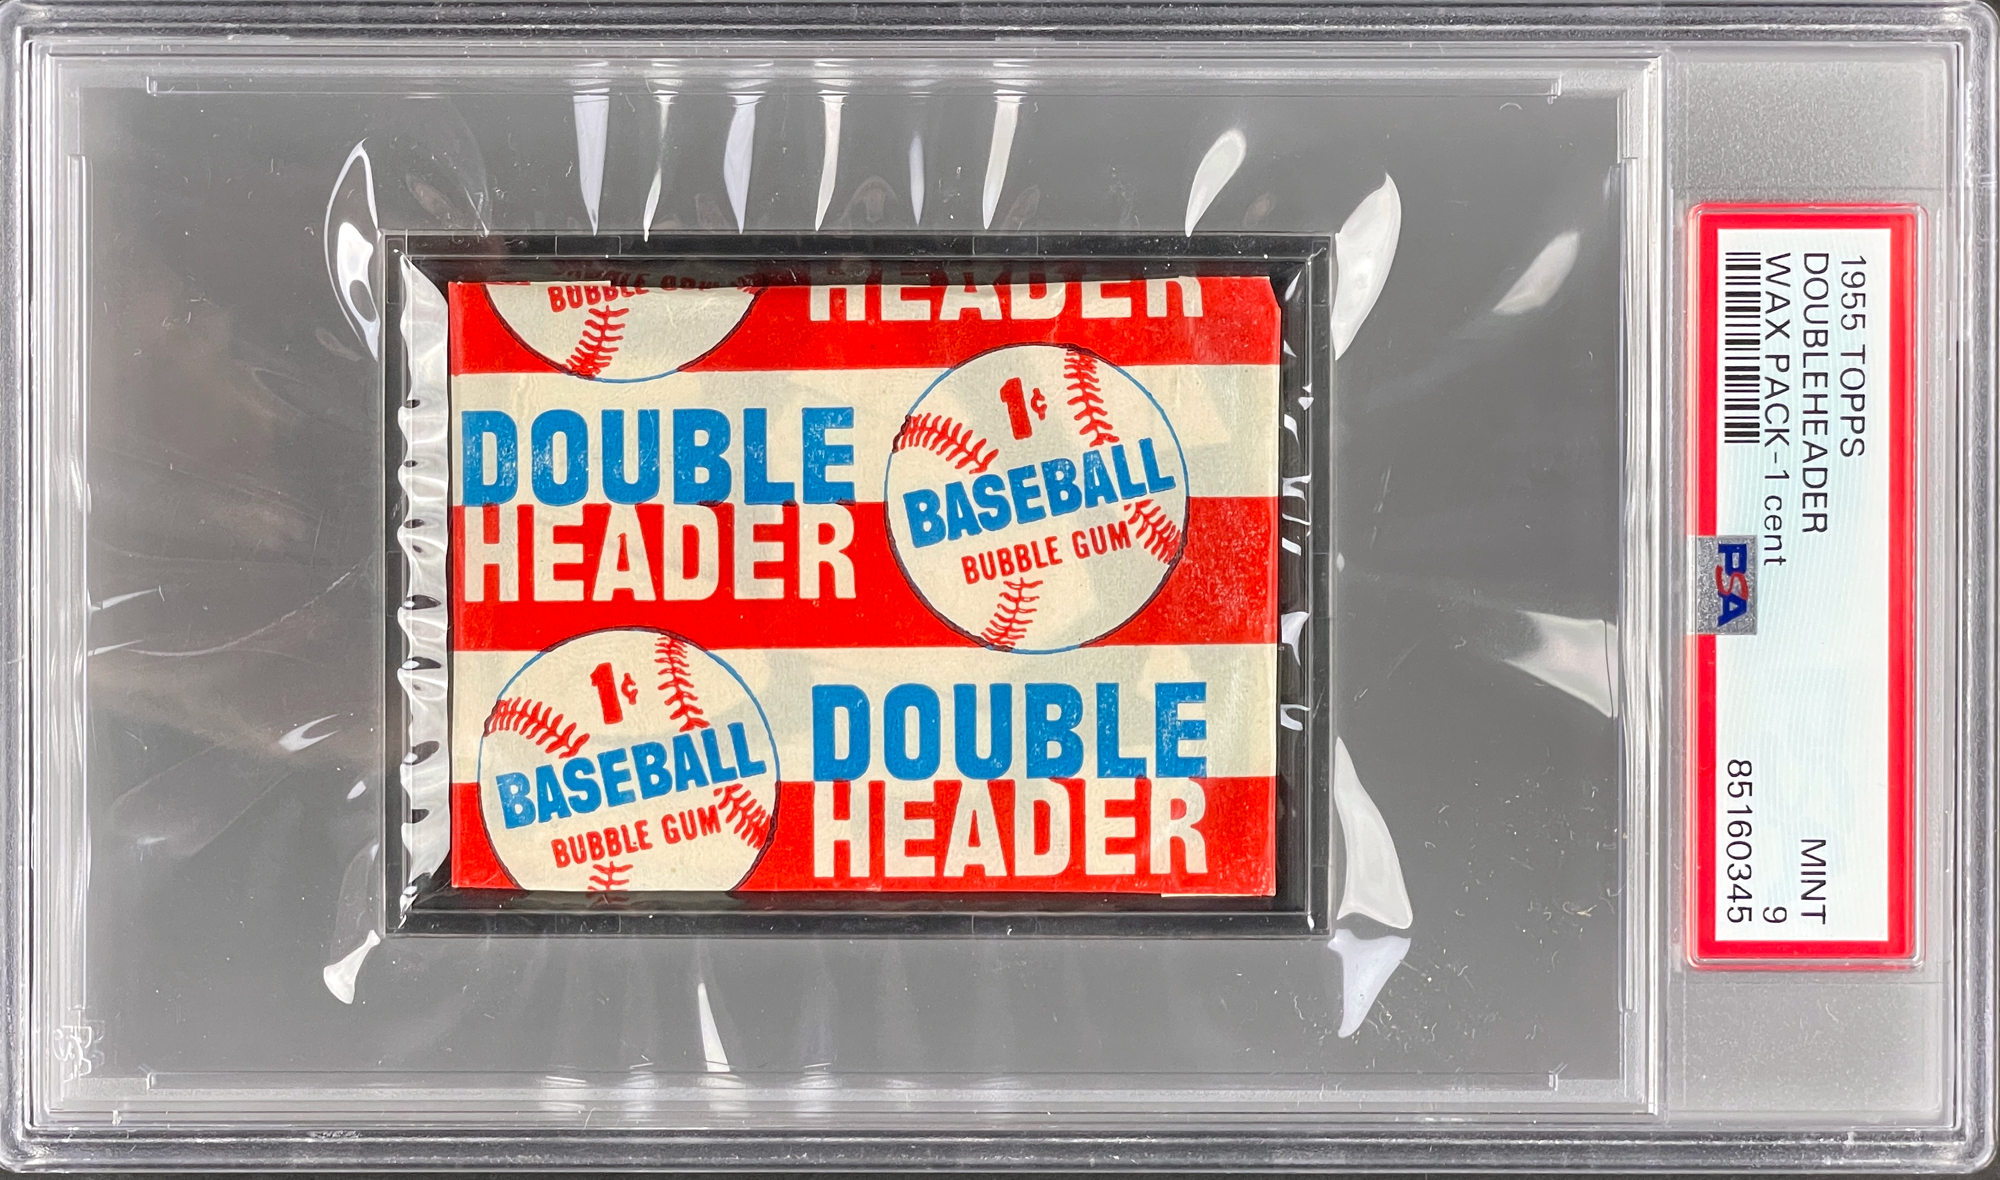 BUBBLE GUM
HEADER
DOUBLE
HEADER
1¢
BASEBALL
BUBBLE GUM
1¢
BASEBALL
BUBBLE GUM
DOUBLE
HEADER
1955 TOPPS
DOUBLEHEADER MINT
WAX PACK-1 cent 9
PSA 85160345